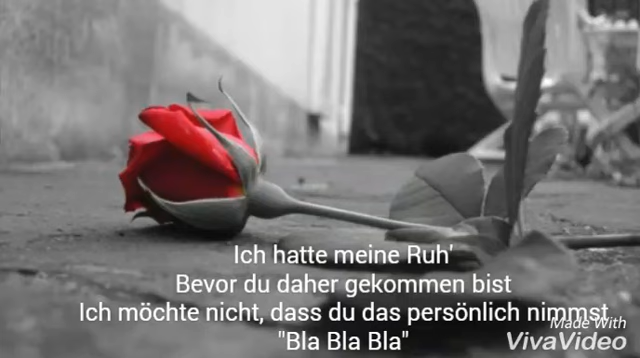 Ich hatte meine Ruh'
Bevor du daher gekommen bist
Ich möchte nicht, dass du das persönlich nimmst
"Bla Bla Bla"
Made With
VivaVideo